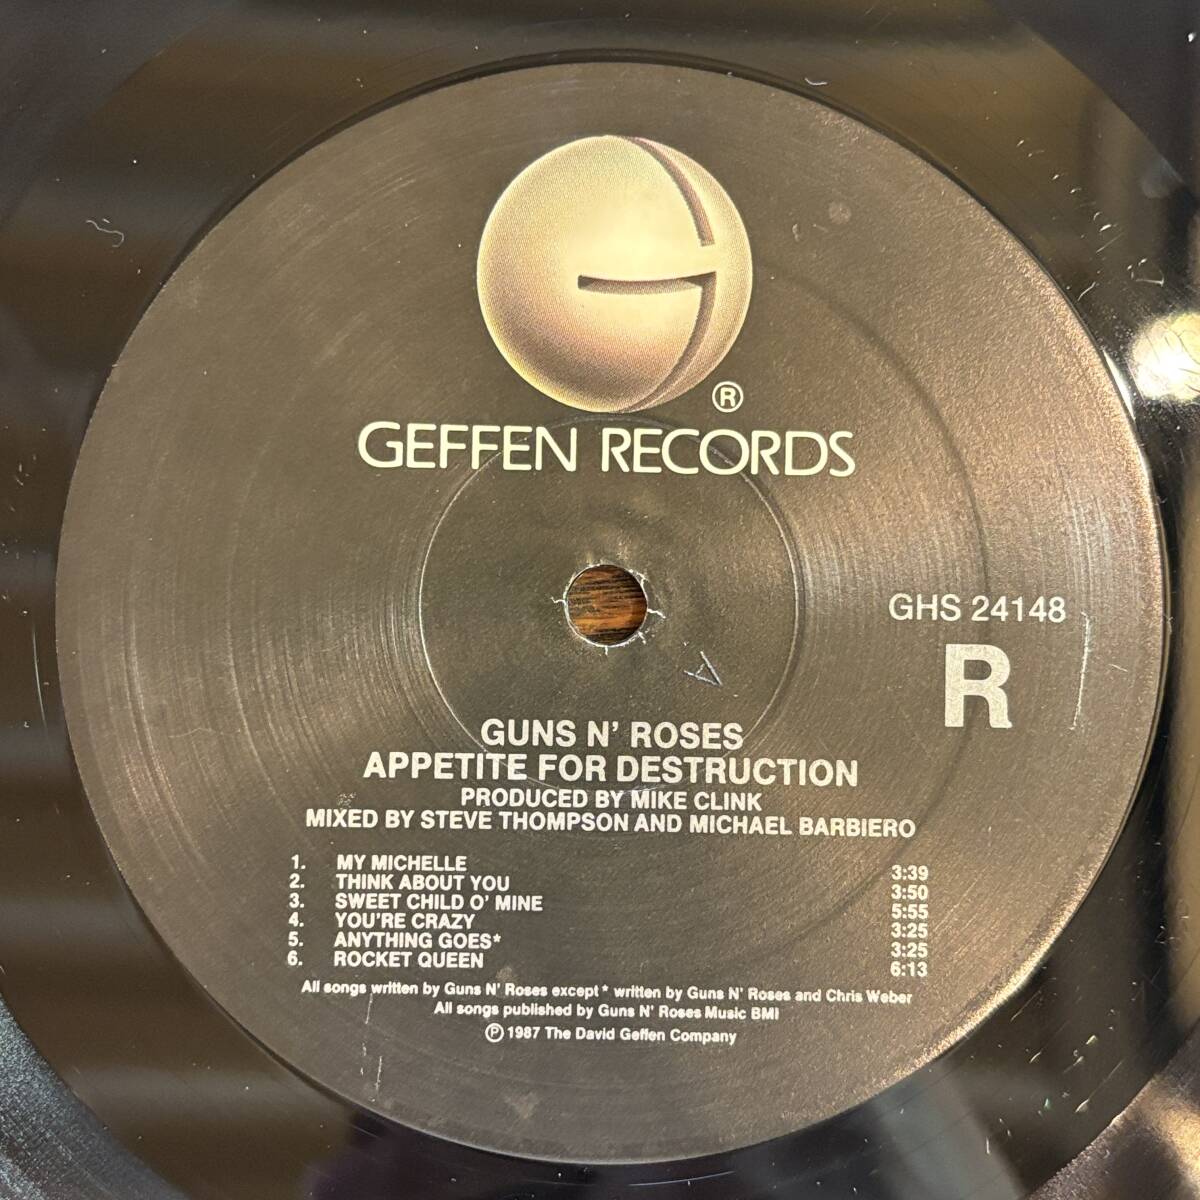 ®
GEFFEN RECORDS
GHS 24148
R
A
GUNS N' ROSES
APPETITE FOR DESTRUCTION
PRODUCED BY MIKE CLINK
MIXED BY STEVE THOMPSON AND MICHAEL BARBIERO
1. MY MICHELLE 3:39
2. THINK ABOUT YOU 3:50
3. SWEET CHILD O' MINE 5:55
4. YOU'RE CRAZY 3:25
5. ANYTHING GOES* 3:25
6. ROCKET QUEEN 6:13
All songs written by Guns N' Roses except * written by Guns N' Roses and Chris Weber
All songs published by Guns N' Roses Music BMI
℗ 1987 The David Geffen Company